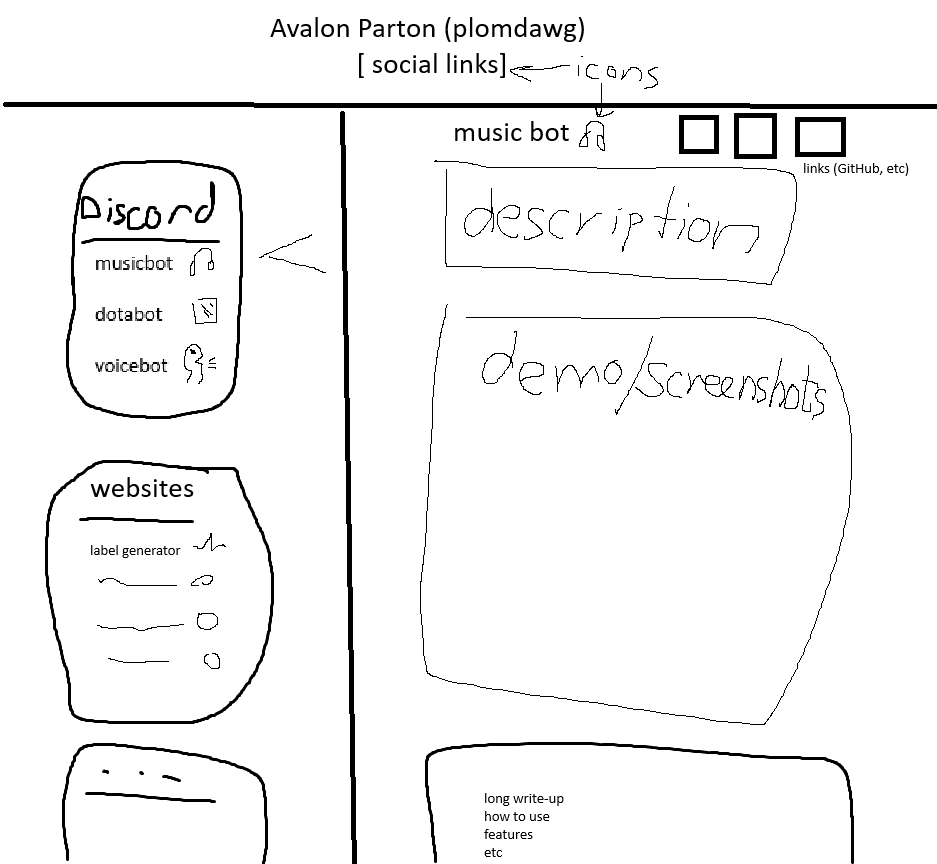 Avalon Parton (plomdawg)
[ social links]
icons
music bot
links (GitHub, etc)
Discord
musicbot
dotabot
voicebot
description
demo/screenshots
websites
label generator
long write-up
how to use
features
etc